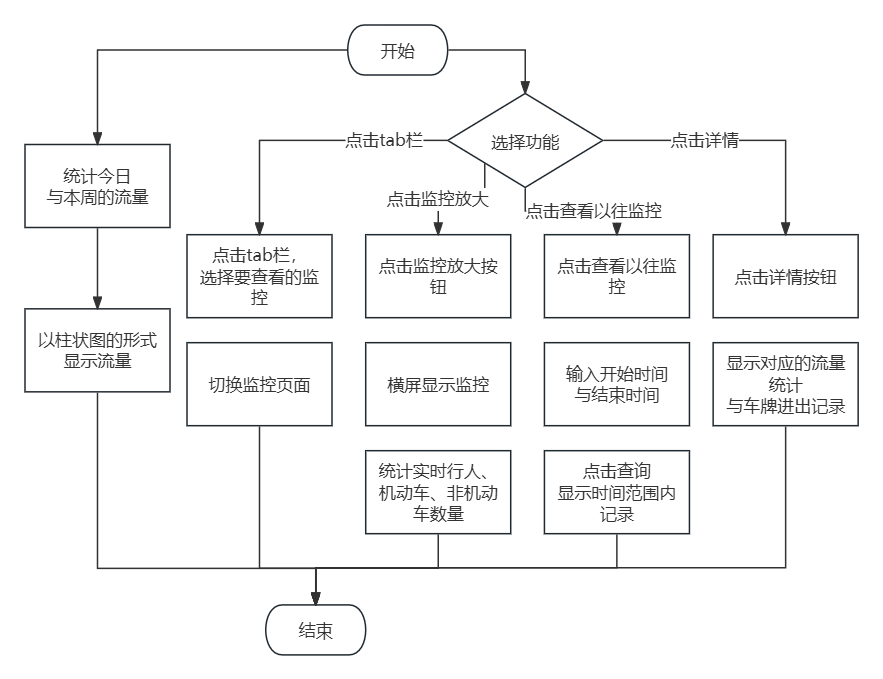 开始
选择功能
点击tab栏
点击详情
点击监控放大
点击查看以往监控
统计今日
与本周的流量
点击tab栏，
选择要查看的监
控
点击监控放大按
钮
点击查看以往监
控
点击详情按钮
以柱状图的形式
显示流量
切换监控页面
横屏显示监控
输入开始时间
与结束时间
显示对应的流量
统计
与车牌进出记录
统计实时行人、
机动车、非机动
车数量
点击查询
显示时间范围内
记录
结束